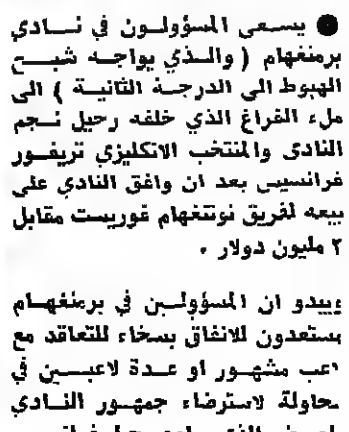 ● يسعى المسؤولون في نادي
برمنغهام ( والذي يواجه شبح
الهبوط الى الدرجة الثانية ) الى
ملء الفراغ الذي خلفه رحيل نجم
النادى والمنتخب الانكليزي تريفور
فرانسيس بعد ان وافق النادي على
بيعه لفريق نوتنغهام فوريست مقابل
٢ مليون دولار .
ويبدو ان المسؤولين في برمنغهام
مستعدون للانفاق بسخاء للتعاقد مع
لاعب مشهور او عدة لاعبين في
محاولة لاسترضاء جمهور النادي